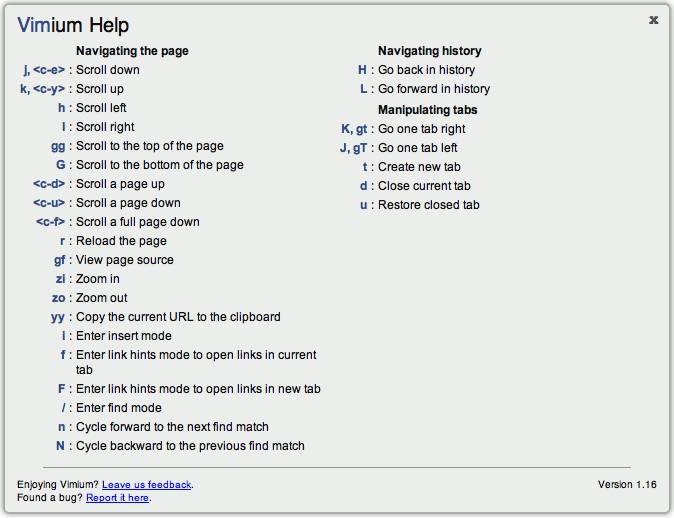 Vimium Help
x
Navigating the page
j, <c-e> : Scroll down
k, <c-y> : Scroll up
h : Scroll left
l : Scroll right
gg : Scroll to the top of the page
G : Scroll to the bottom of the page
<c-d> : Scroll a page up
<c-u> : Scroll a page down
<c-f> : Scroll a full page down
r : Reload the page
gf : View page source
zi : Zoom in
zo : Zoom out
yy : Copy the current URL to the clipboard
i : Enter insert mode
f : Enter link hints mode to open links in current
tab
F : Enter link hints mode to open links in new tab
/ : Enter find mode
n : Cycle forward to the next find match
N : Cycle backward to the previous find match
Navigating history
H : Go back in history
L : Go forward in history
Manipulating tabs
K, gt : Go one tab right
J, gT : Go one tab left
t : Create new tab
d : Close current tab
u : Restore closed tab
Enjoying Vimium? Leave us feedback.
Found a bug? Report it here.
Version 1.16